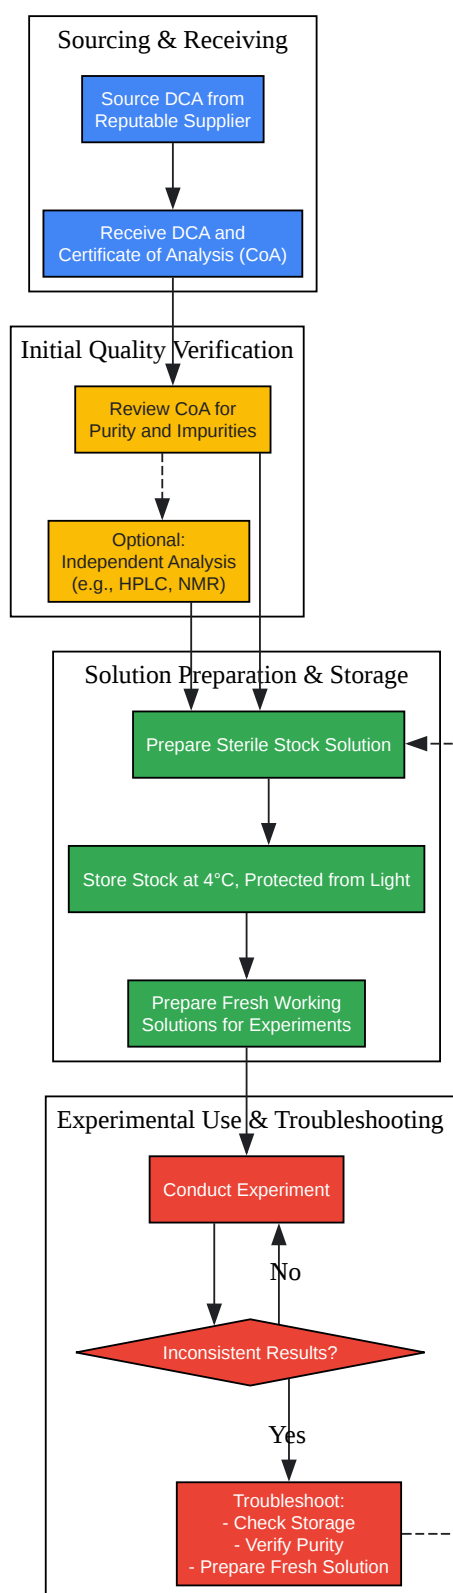 Sourcing & Receiving
Source DCA from
Reputable Supplier
Receive DCA and
Certificate of Analysis (CoA)
Initial Quality Verification
Review CoA for
Purity and Impurities
Optional:
Independent Analysis
(e.g., HPLC, NMR)
Solution Preparation & Storage
Prepare Sterile Stock Solution
Store Stock at 4°C, Protected from Light
Prepare Fresh Working
Solutions for Experiments
Experimental Use & Troubleshooting
Conduct Experiment
No
Inconsistent Results?
Yes
Troubleshoot:
- Check Storage
- Verify Purity
- Prepare Fresh Solution